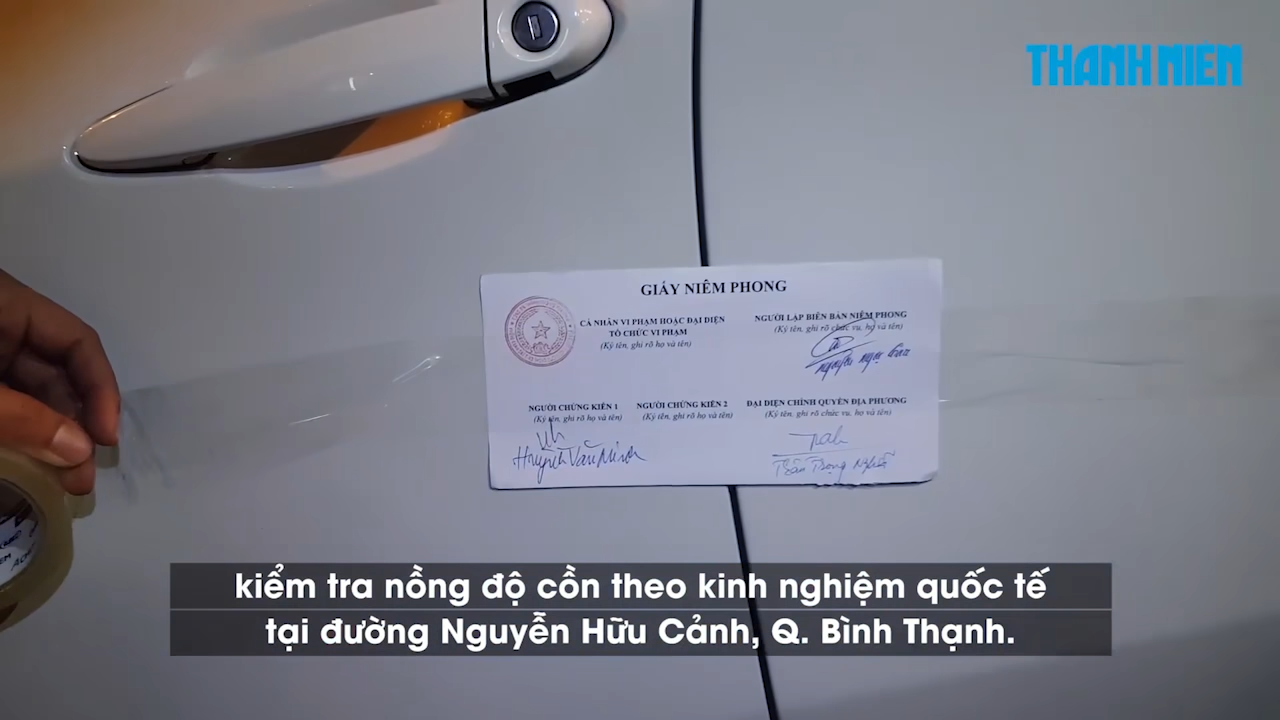 THANH NIEN
GIẤY NIÊM PHONG
CÁ NHÂN VI PHẠM HOẶC ĐẠI DIỆN
TỔ CHỨC VI PHẠM
(Ký tên, ghi rõ họ và tên)
NGƯỜI LẬP BIÊN BẢN NIÊM PHONG
(Ký tên, ghi rõ chức vụ, họ và tên)
NGƯỜI CHỨNG KIẾN 1
(Ký tên, ghi rõ họ và tên)
Huỳnh Văn Minh
NGƯỜI CHỨNG KIẾN 2
(Ký tên, ghi rõ họ và tên)
ĐẠI DIỆN CHÍNH QUYỀN ĐỊA PHƯƠNG
(Ký tên, ghi rõ chức vụ, họ và tên)
Trần Trọng Nghĩa
kiểm tra nồng độ cồn theo kinh nghiệm quốc tế
tại đường Nguyễn Hữu Cảnh, Q. Bình Thạnh.